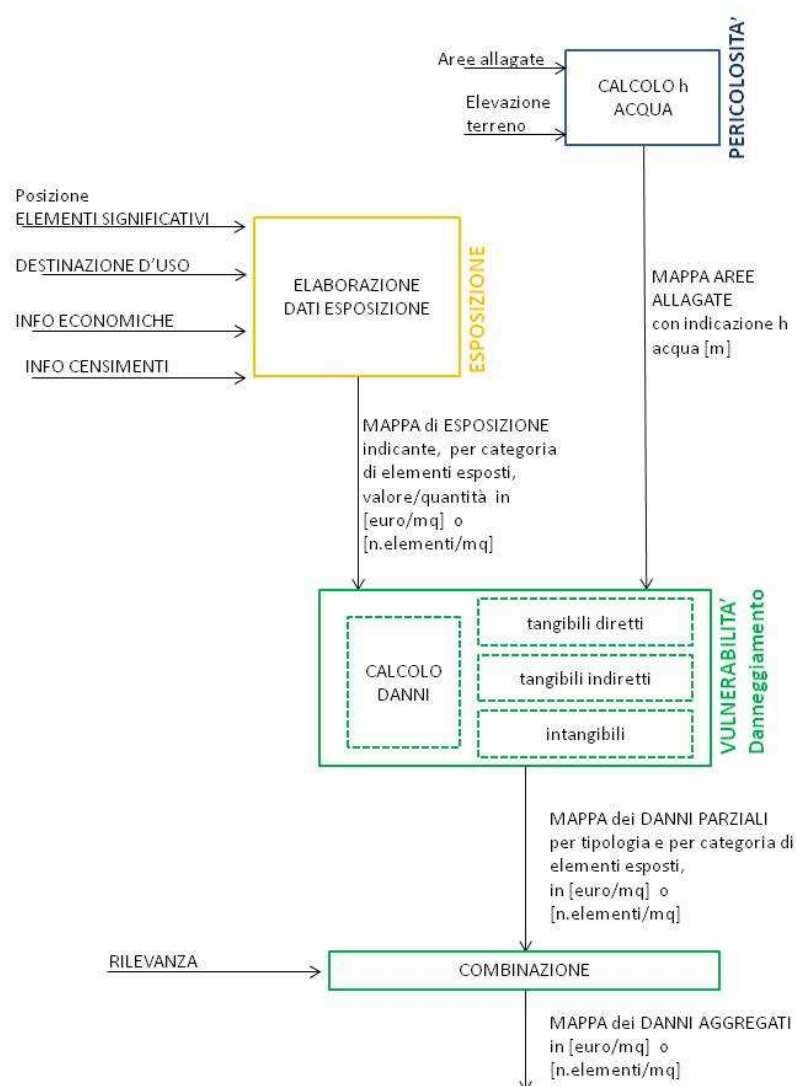 Aree allagate
Elevazione
terreno
CALCOLO h
ACQUA
PERICOLOSITA'
Posizione
ELEMENTI SIGNIFICATIVI
DESTINAZIONE D'USO
INFO ECONOMICHE
INFO CENSIMENTI
ELABORAZIONE
DATI ESPOSIZIONE
ESPOSIZIONE
MAPPA AREE
ALLAGATE
con indicazione h
acqua [m]
MAPPA di ESPOSIZIONE
indicante, per categoria
di elementi esposti,
valore/quantità in
[euro/mq] o
[n.elementi/mq]
CALCOLO
DANNI
tangibili diretti
tangibili indiretti
intangibili
VULNERABILITA'
Danneggiamento
MAPPA dei DANNI PARZIALI
per tipologia e per categoria di
elementi esposti,
in [euro/mq] o
[n.elementi/mq]
RILEVANZA
COMBINAZIONE
MAPPA dei DANNI AGGREGATI
in [euro/mq] o
[n.elementi/mq]